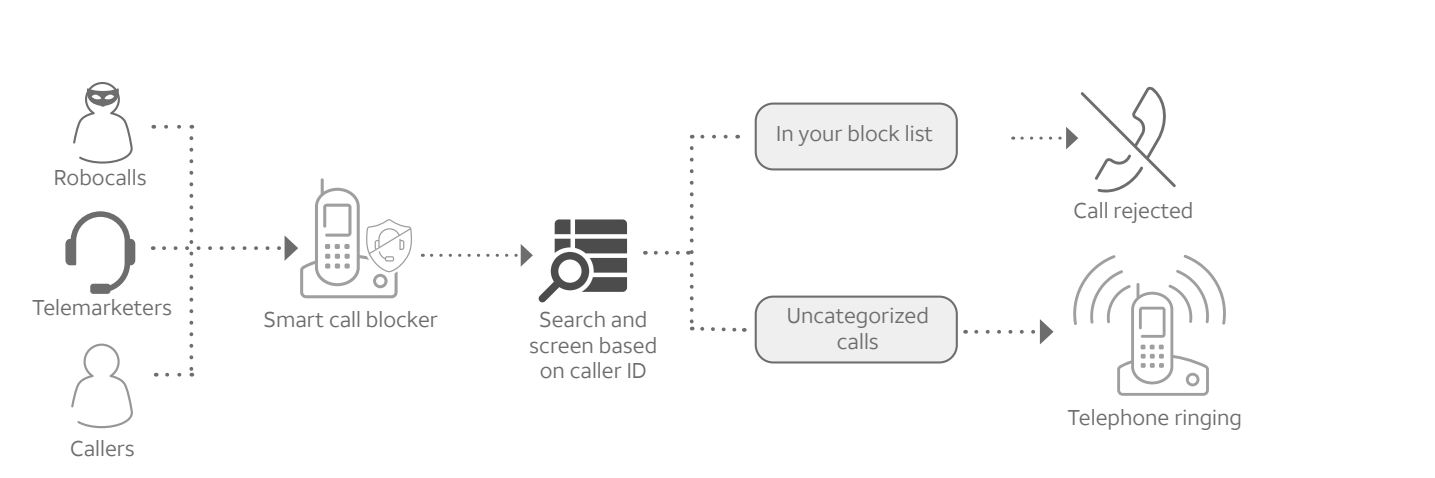 Robocalls
Telemarketers
Callers
Smart call blocker
Search and
screen based
on caller ID
In your block list
Uncategorized
calls
Call rejected
Telephone ringing